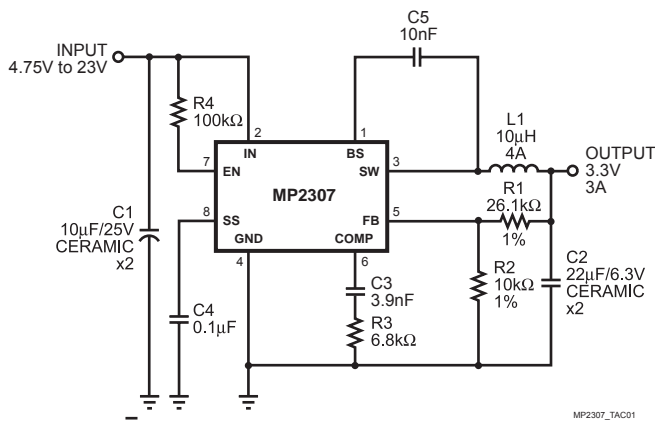 C5
10nF
INPUT
4.75V to 23V
R4
100kΩ
2
IN
1
BS
L1
10µH
4A
7
EN
SW
3
OUTPUT
3.3V
3A
MP2307
R1
26.1kΩ
1%
C1
10µF/25V
CERAMIC
x2
8
SS
FB
5
GND
4
COMP
6
R2
10kΩ
1%
C2
22µF/6.3V
CERAMIC
x2
C3
3.9nF
C4
0.1µF
R3
6.8kΩ
MP2307_TAC01